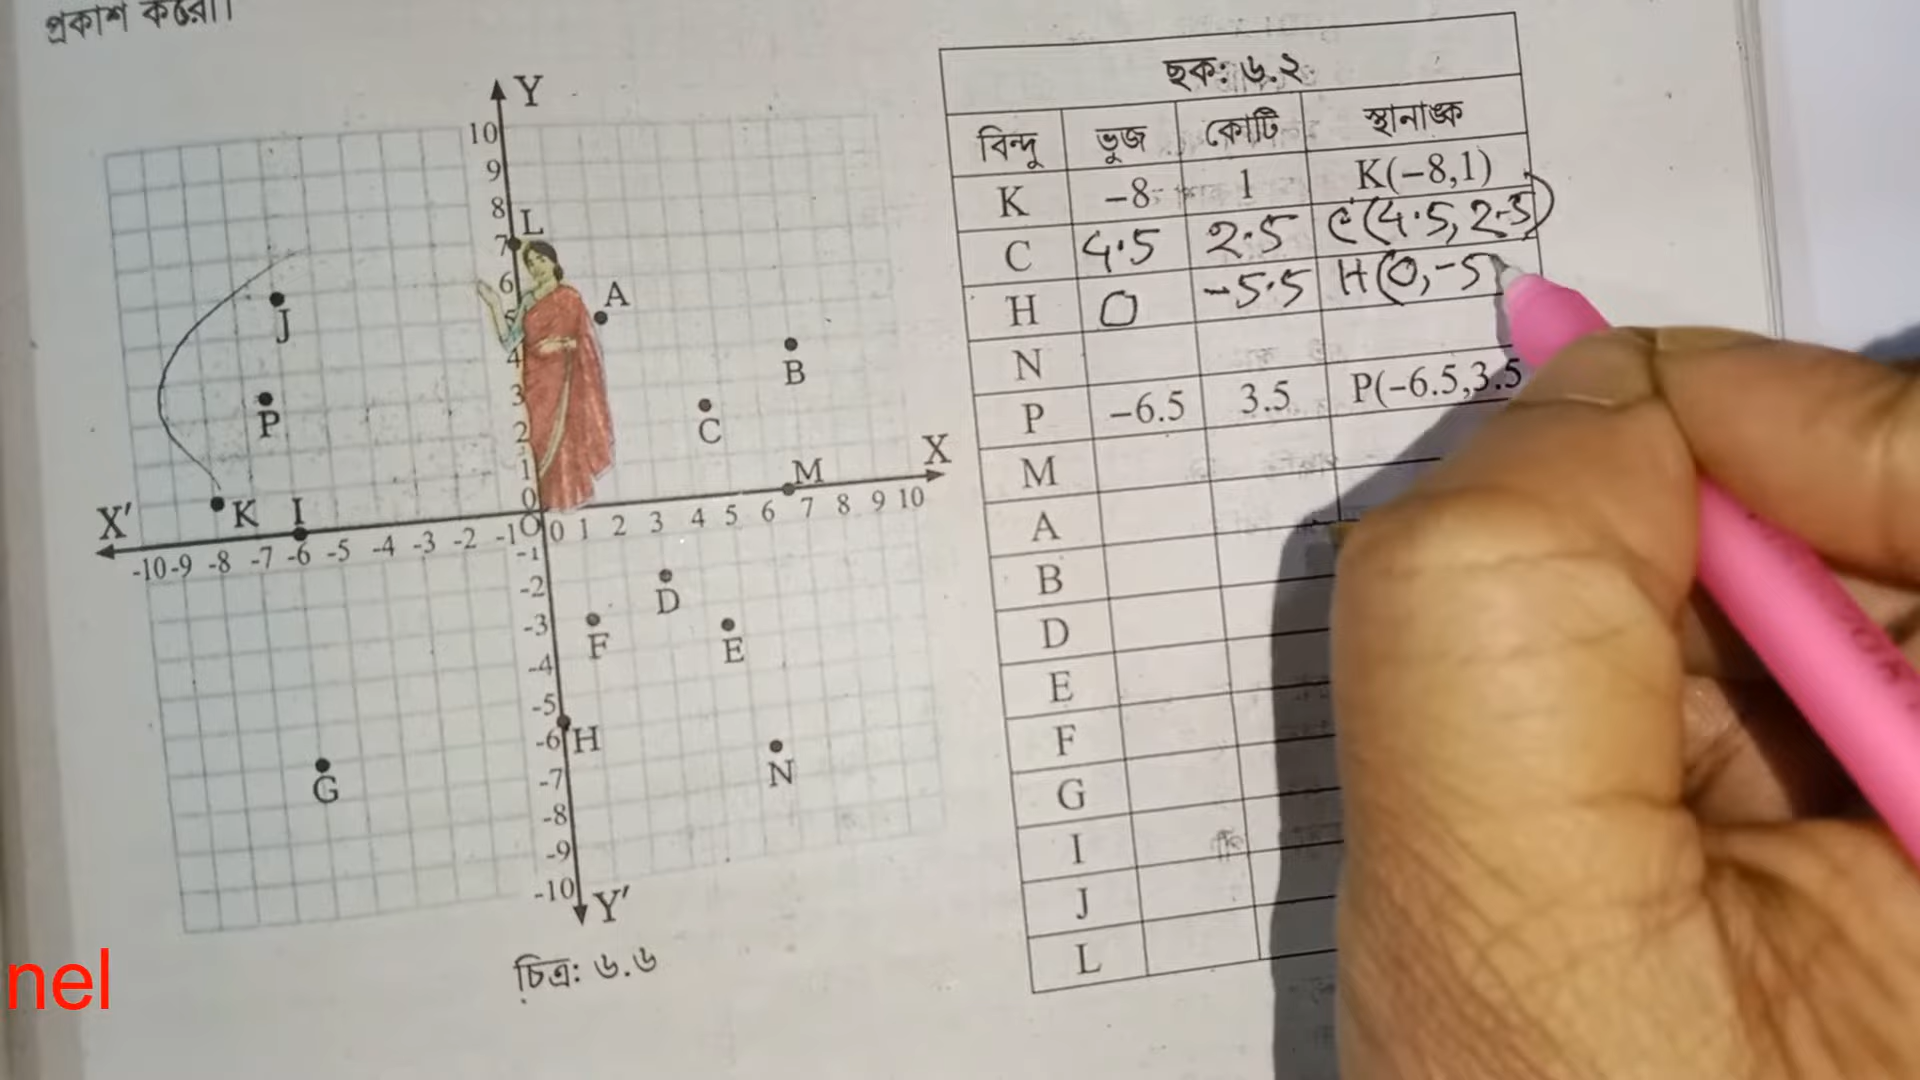 প্রকাশ করো।
Y
10
9
8
L
7
6
A
5
J
4
B
3
P
C
2
1
M
X
0
K
I
X'
-10 -9 -8 -7 -6 -5 -4 -3 -2 -1 0 0 1 2 3 4 5 6 7 8 9 10
-1
-2
D
-3
F
E
-4
-5
-6
H
N
G
-7
-8
-9
-10
Y'
চিত্র: ৬.৬
ছক: ৬.২
বিন্দু ভুজ কোটি স্থানাঙ্ক
K -8 1 K(-8,1)
C 4.5 2.5 C(4.5, 2.5)
H 0 -5.5 H(0, -5
N
P -6.5 3.5 P(-6.5,3.5
M
A
B
D
E
F
G
I
J
L
nel